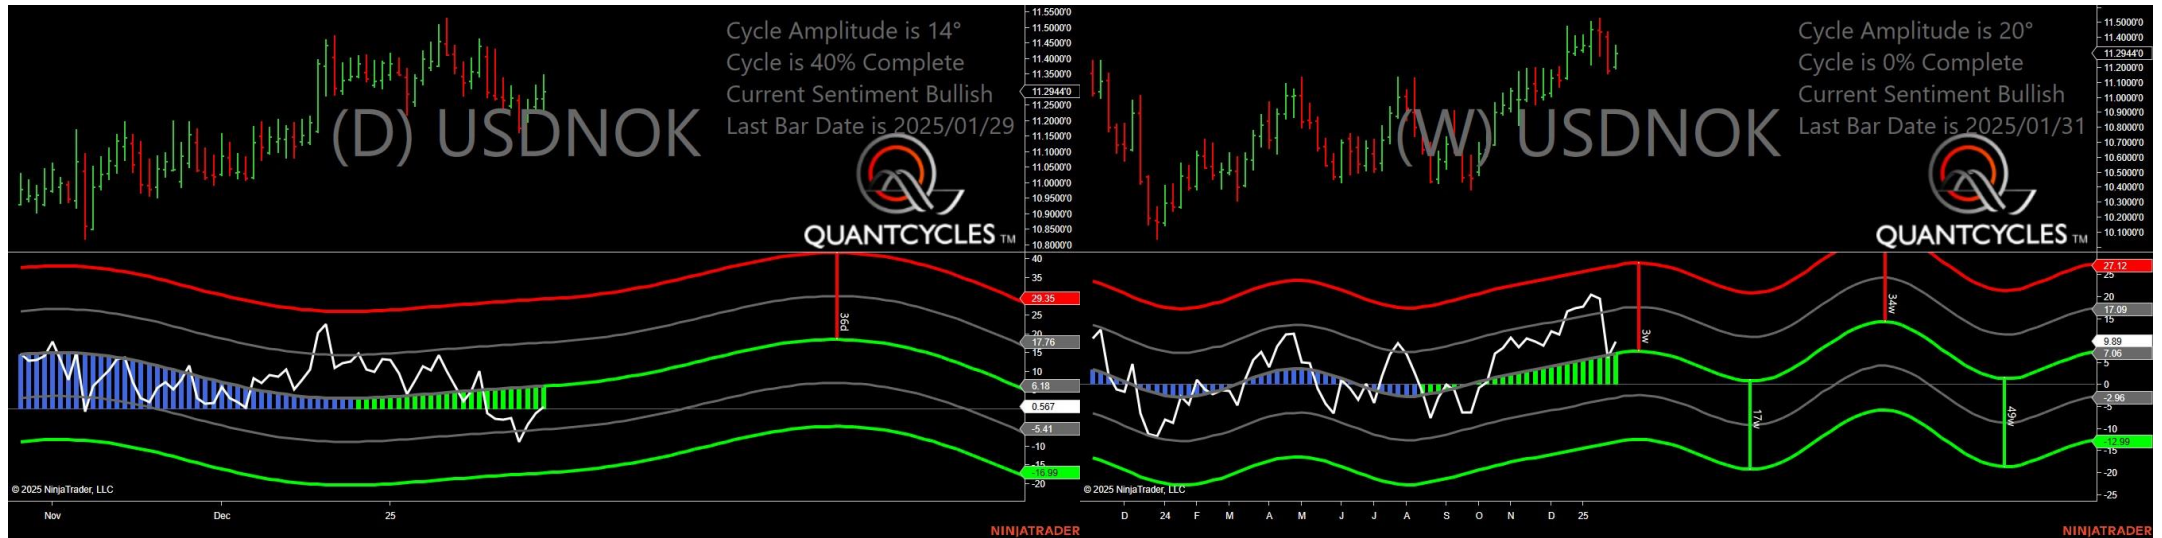 Cycle Amplitude is 14°
Cycle is 40% Complete
Current Sentiment Bullish
Last Bar Date is 2025/01/29
(D) USDNOK
QUANTCYCLES TM
11.5500'0
11.5000'0
11.4500'0
11.4000'0
11.3500'0
11.2944'0
11.2500'0
11.2000'0
11.1500'0
11.1000'0
11.0500'0
11.0000'0
10.9500'0
10.9000'0
10.8500'0
10.8000'0
40
35
29.35
25
20
17.76
15
10
6.18
0.567
-5.41
-10
-15
-16.99
-20
36d
© 2025 NinjaTrader, LLC
Nov Dec 25
NINJATRADER
Cycle Amplitude is 20°
Cycle is 0% Complete
Current Sentiment Bullish
Last Bar Date is 2025/01/31
(W) USDNOK
QUANTCYCLES TM
11.5000'0
11.4000'0
11.2944'0
11.2000'0
11.1000'0
11.0000'0
10.9000'0
10.8000'0
10.7000'0
10.6000'0
10.5000'0
10.4000'0
10.3000'0
10.2000'0
10.1000'0
27.12
25
20
17.09
15
9.89
7.06
5
0
-2.96
-5
-10
-12.99
-15
-20
-25
3w
17w
34w
49w
© 2025 NinjaTrader, LLC
D 24 F M A M J J A S O N D 25
NINJATRADER